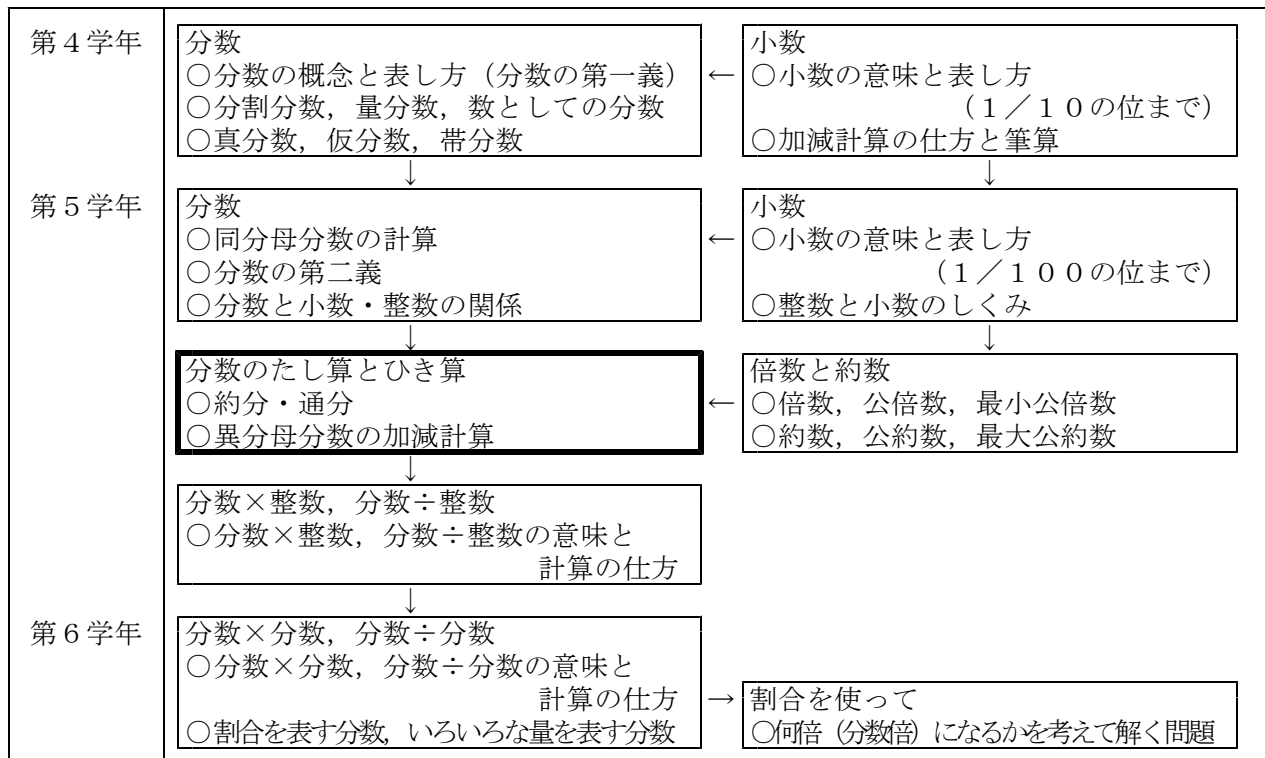 第４学年
分数
○分数の概念と表し方（分数の第一義）
○分割分数，量分数，数としての分数
○真分数，仮分数，帯分数
←
小数
○小数の意味と表し方
（１／１０の位まで）
○加減計算の仕方と筆算
↓
↓
第５学年
分数
○同分母分数の計算
○分数の第二義
○分数と小数・整数の関係
←
小数
○小数の意味と表し方
（１／１００の位まで）
○整数と小数のしくみ
↓
↓
分数のたし算とひき算
○約分・通分
○異分母分数の加減計算
←
倍数と約数
○倍数，公倍数，最小公倍数
○約数，公約数，最大公約数
↓
分数×整数，分数÷整数
○分数×整数，分数÷整数の意味と
計算の仕方
↓
第６学年
分数×分数，分数÷分数
○分数×分数，分数÷分数の意味と
計算の仕方
○割合を表す分数，いろいろな量を表す分数
→
割合を使って
○何倍（分数倍）になるかを考えて解く問題